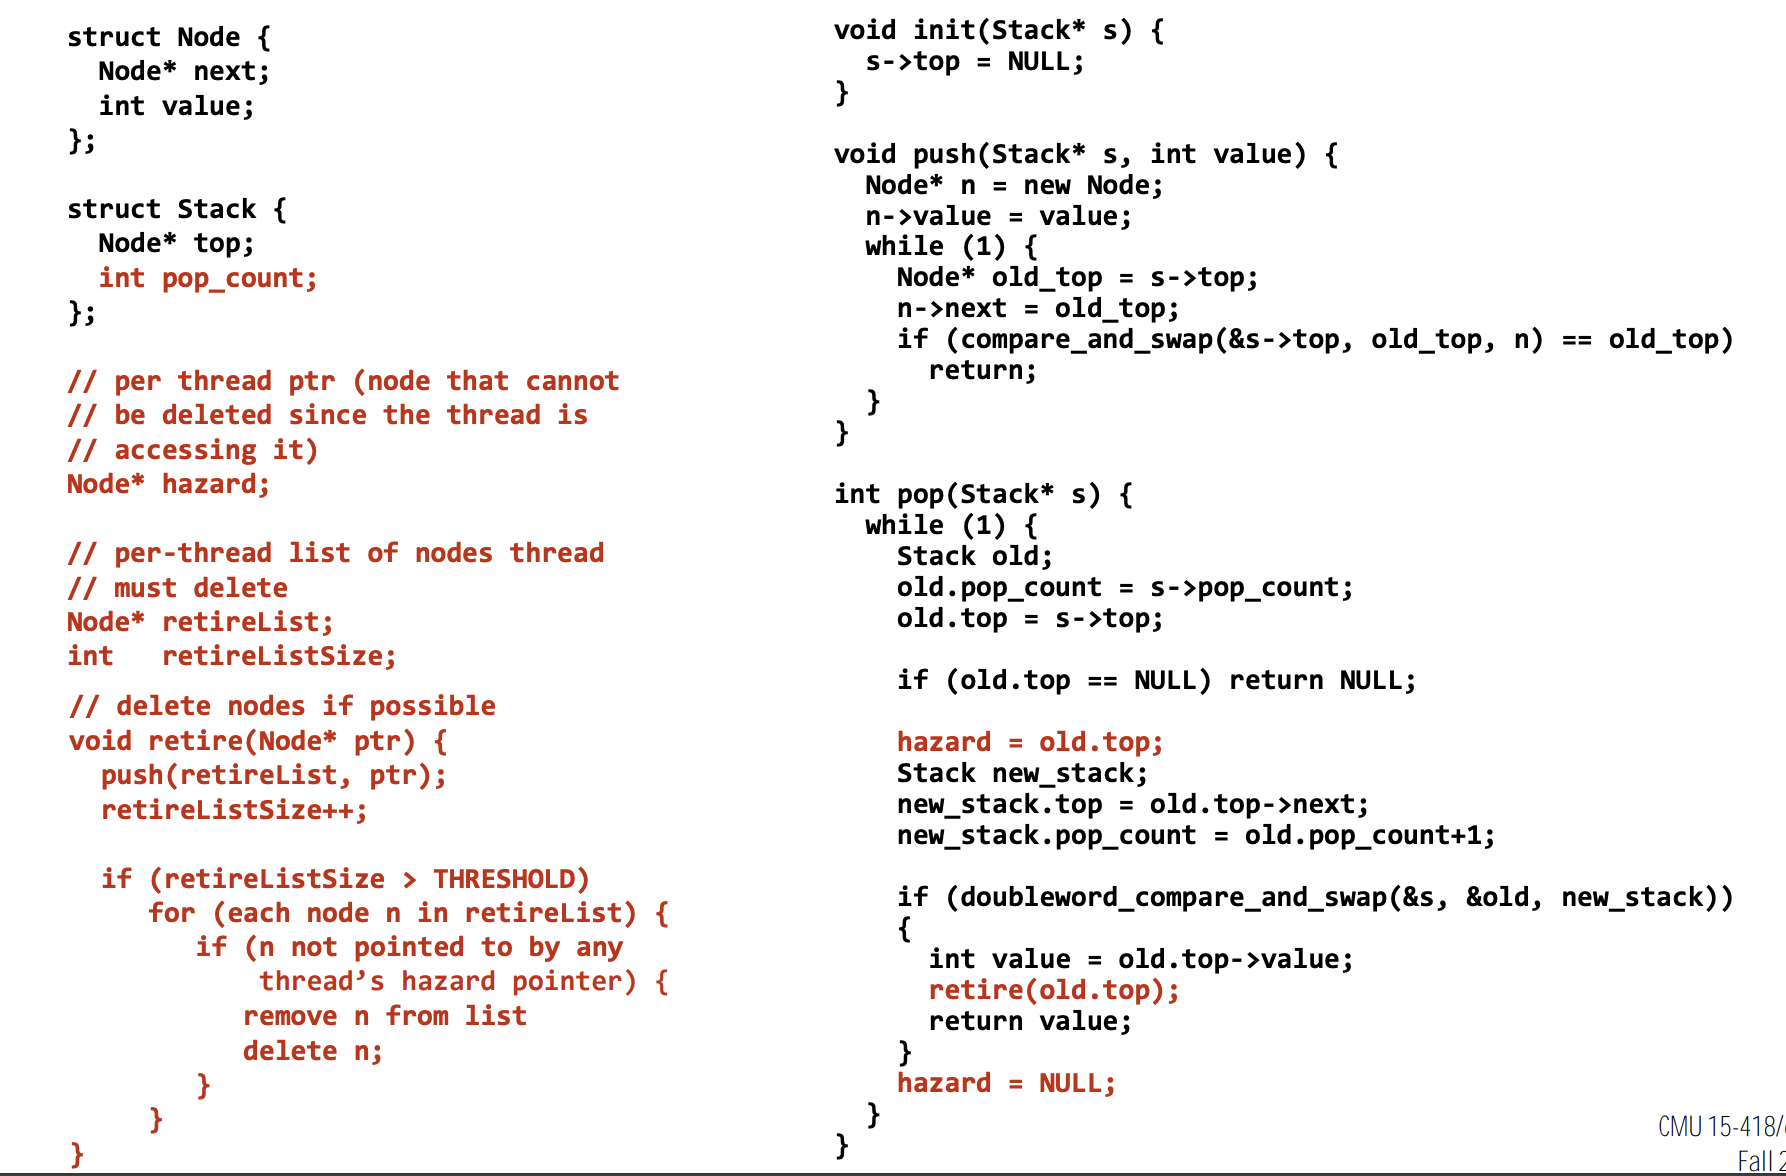 struct Node {
Node* next;
int value;
};
struct Stack {
Node* top;
int pop_count;
};
// per thread ptr (node that cannot
// be deleted since the thread is
// accessing it)
Node* hazard;
// per-thread list of nodes thread
// must delete
Node* retireList;
int retireListSize;
// delete nodes if possible
void retire(Node* ptr) {
push(retireList, ptr);
retireListSize++;
if (retireListSize > THRESHOLD)
for (each node n in retireList) {
if (n not pointed to by any
thread’s hazard pointer) {
remove n from list
delete n;
}
}
}
void init(Stack* s) {
s->top = NULL;
}
void push(Stack* s, int value) {
Node* n = new Node;
n->value = value;
while (1) {
Node* old_top = s->top;
n->next = old_top;
if (compare_and_swap(&s->top, old_top, n) == old_top)
return;
}
}
int pop(Stack* s) {
while (1) {
Stack old;
old.pop_count = s->pop_count;
old.top = s->top;
if (old.top == NULL) return NULL;
hazard = old.top;
Stack new_stack;
new_stack.top = old.top->next;
new_stack.pop_count = old.pop_count+1;
if (doubleword_compare_and_swap(&s, &old, new_stack))
{
int value = old.top->value;
retire(old.top);
return value;
}
hazard = NULL;
}
}
CMU 15-418/
Fall